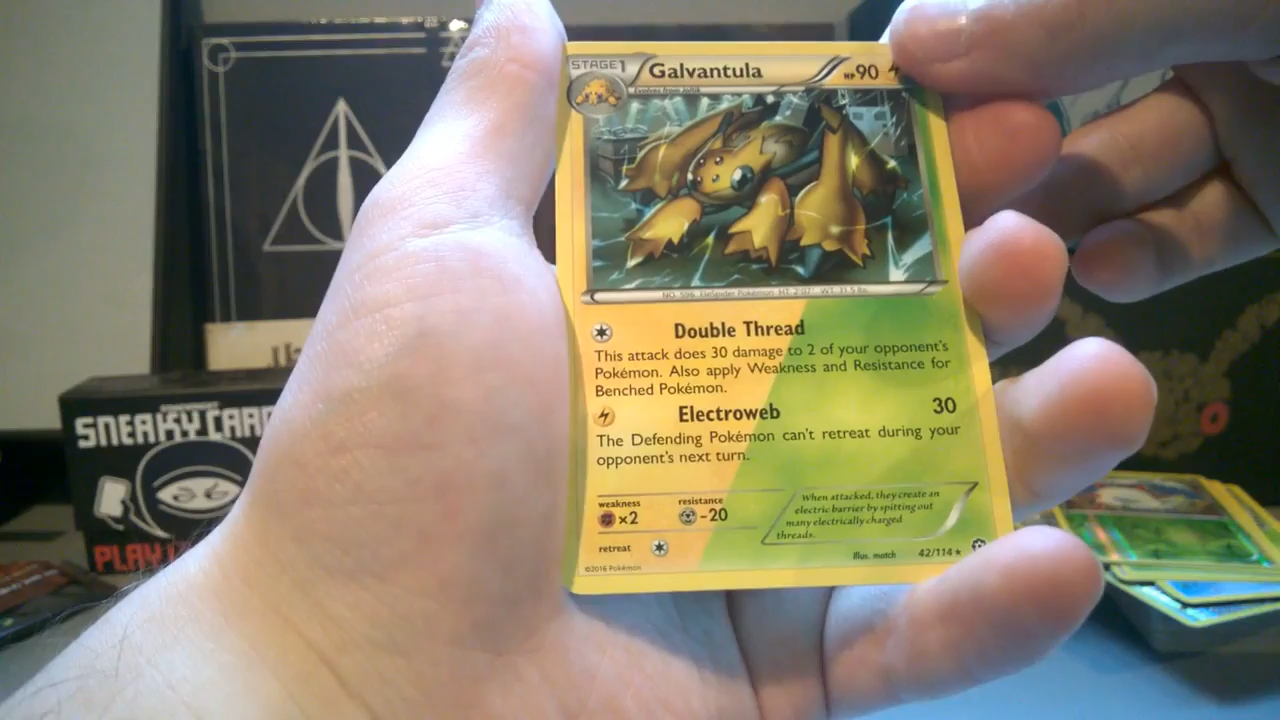 STAGE1
Galvantula
HP90
Evolves from Joltik
NO. 596 EleSpider Pokémon HT: 2'07" WT: 31.5 lbs.
Double Thread
This attack does 30 damage to 2 of your opponent's
Pokémon. Also apply Weakness and Resistance for
Benched Pokémon.
Electroweb 30
The Defending Pokémon can't retreat during your
opponent's next turn.
weakness
×2
resistance
-20
retreat
When attacked, they create an
electric barrier by spitting out
many electrically charged
threads.
Illus. match 42/114★
©2016 Pokémon
SNEAKY CAR
PLAY